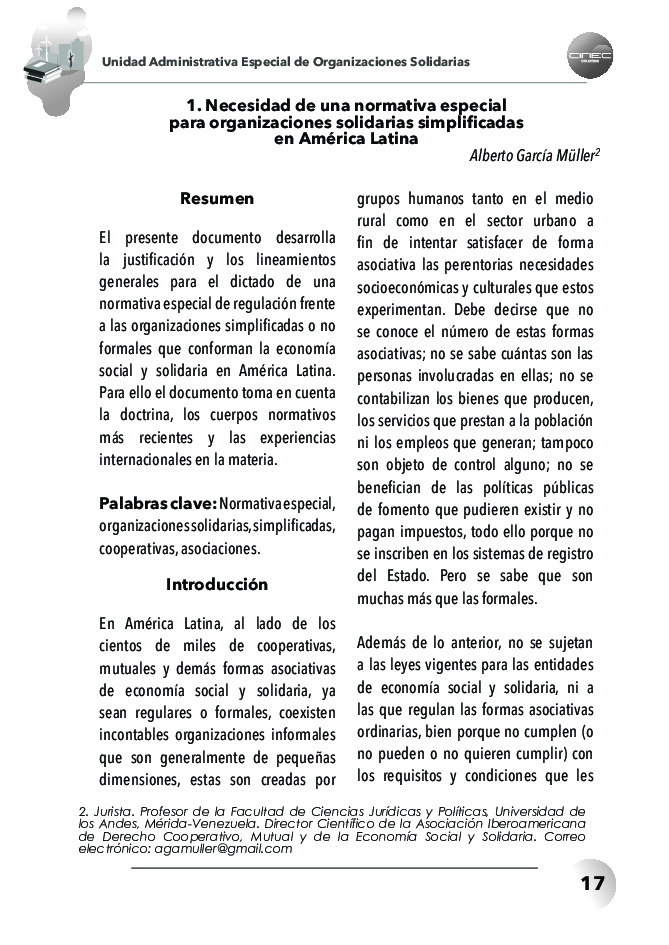 Unidad Administrativa Especial de Organizaciones Solidarias
CIRIEC
COLOMBIA
1. Necesidad de una normativa especial
para organizaciones solidarias simplificadas
en América Latina
Alberto García Müller2
Resumen
El presente documento desarrolla
la justificación y los lineamientos
generales para el dictado de una
normativa especial de regulación frente
a las organizaciones simplificadas o no
formales que conforman la economía
social y solidaria en América Latina.
Para ello el documento toma en cuenta
la doctrina, los cuerpos normativos
más recientes y las experiencias
internacionales en la materia.
Palabras clave: Normativa especial,
organizaciones solidarias, simplificadas,
cooperativas, asociaciones.
Introducción
En América Latina, al lado de los
cientos de miles de cooperativas,
mutuales y demás formas asociativas
de economía social y solidaria, ya
sean regulares o formales, coexisten
incontables organizaciones informales
que son generalmente de pequeñas
dimensiones, estas son creadas por
grupos humanos tanto en el medio
rural como en el sector urbano a
fin de intentar satisfacer de forma
asociativa las perentorias necesidades
socioeconómicas y culturales que estos
experimentan. Debe decirse que no
se conoce el número de estas formas
asociativas; no se sabe cuántas son las
personas involucradas en ellas; no se
contabilizan los bienes que producen,
los servicios que prestan a la población
ni los empleos que generan; tampoco
son objeto de control alguno; no se
benefician de las políticas públicas
de fomento que pudieren existir y no
pagan impuestos, todo ello porque no
se inscriben en los sistemas de registro
del Estado. Pero se sabe que son
muchas más que las formales.
Además de lo anterior, no se sujetan
a las leyes vigentes para las entidades
de economía social y solidaria, ni a
las que regulan las formas asociativas
ordinarias, bien porque no cumplen (o
no pueden o no quieren cumplir) con
los requisitos y condiciones que les
2. Jurista. Profesor de la Facultad de Ciencias Jurídicas y Políticas, Universidad de
los Andes, Mérida-Venezuela. Director Científico de la Asociación Iberoamericana
de Derecho Cooperativo, Mutual y de la Economía Social y Solidaria. Correo
electrónico: agamuller@gmail.com
17